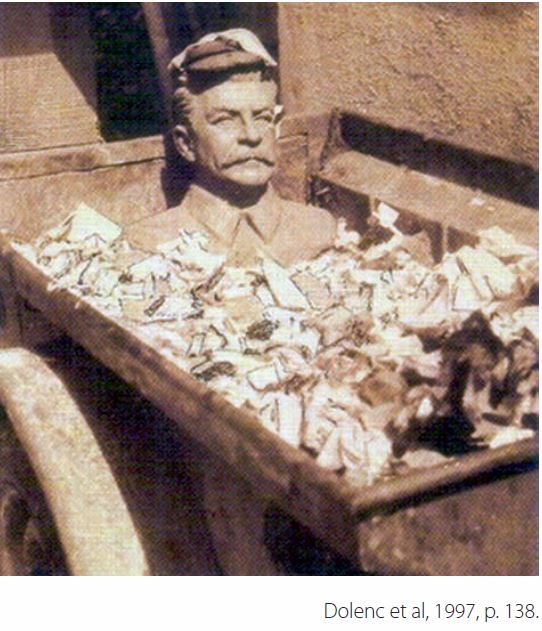 Dolenc et al, 1997, p. 138.